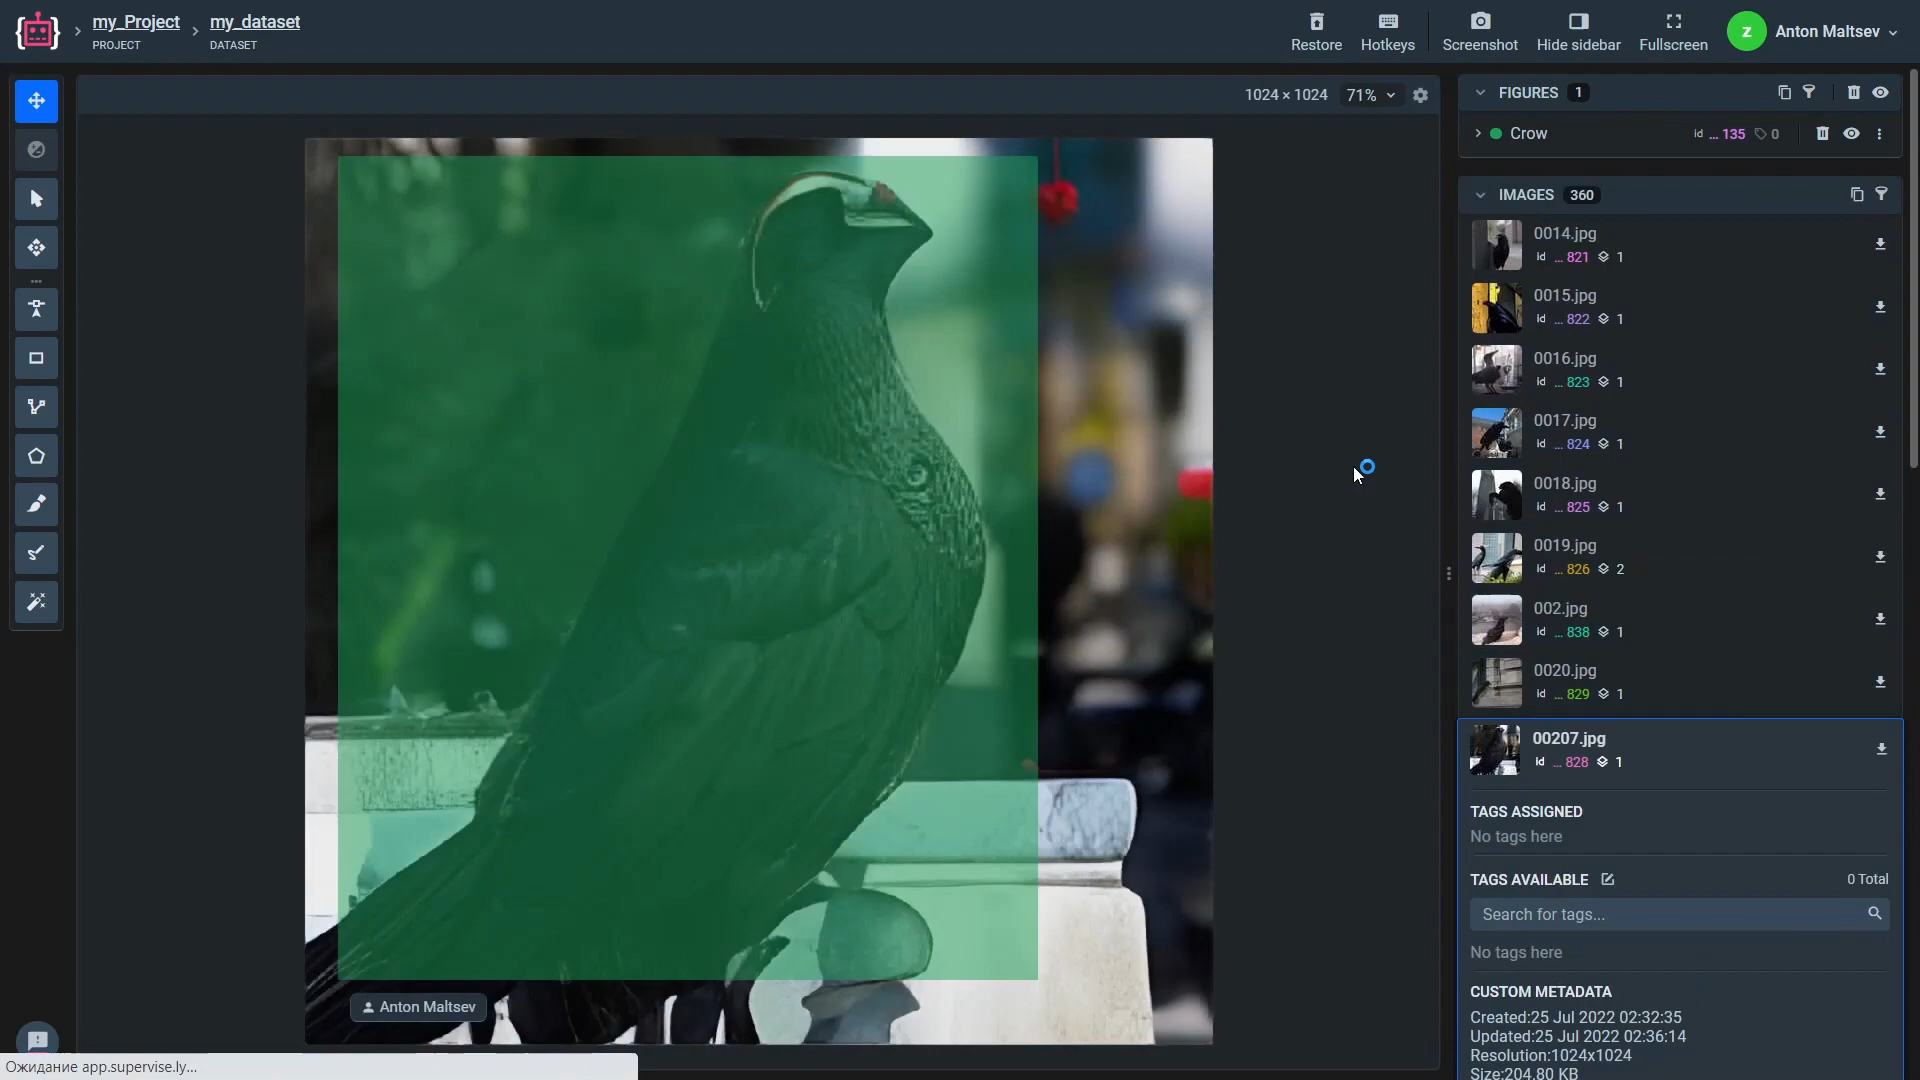 my_Project
PROJECT
my_dataset
DATASET
Restore
Hotkeys
Screenshot
Hide sidebar
Fullscreen
z
Anton Maltsev
1024 × 1024
71%
FIGURES 1
Crow
id ... 135 0
IMAGES 360
0014.jpg
id ... 821 1
0015.jpg
id ... 822 1
0016.jpg
id ... 823 1
0017.jpg
id ... 824 1
0018.jpg
id ... 825 1
0019.jpg
id ... 826 2
002.jpg
id ... 838 1
0020.jpg
id ... 829 1
00207.jpg
id ... 828 1
TAGS ASSIGNED
No tags here
TAGS AVAILABLE
0 Total
Search for tags...
No tags here
CUSTOM METADATA
Created:25 Jul 2022 02:32:35
Updated:25 Jul 2022 02:36:14
Resolution:1024x1024
Size:204.80 KB
Anton Maltsev
Ожидание app.supervise.ly...